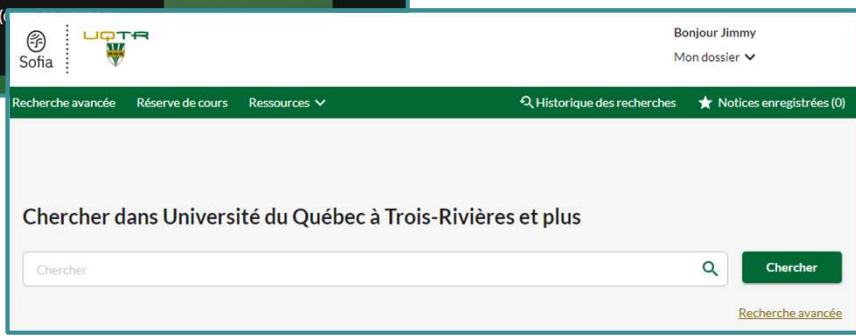 UQTR
Sofia
Bonjour Jimmy
Mon dossier
Recherche avancée Réserve de cours Ressources Historique des recherches Notices enregistrées (0)
Chercher dans Université du Québec à Trois-Rivières et plus
Chercher Chercher
Recherche avancée